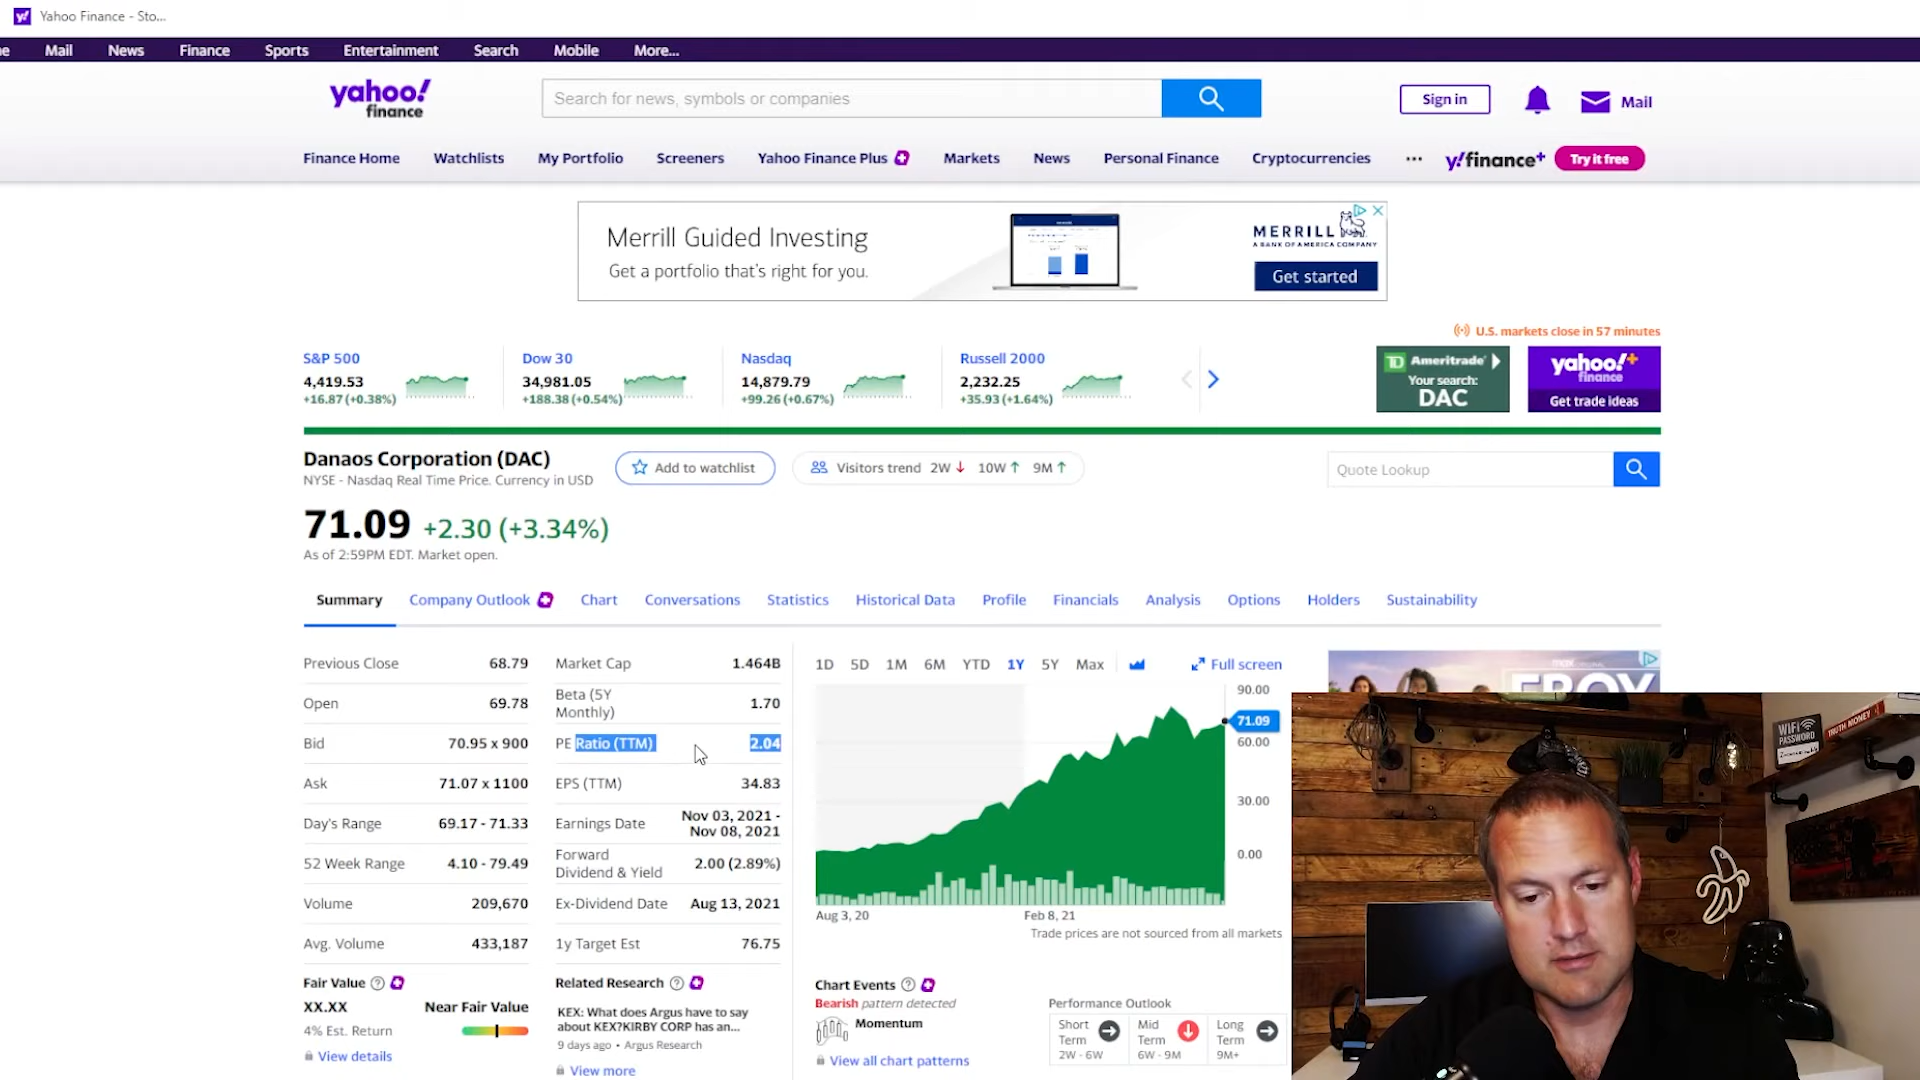 Yahoo Finance - Sto...
e Mail News Finance Sports Entertainment Search Mobile More...
yahoo! finance
Search for news, symbols or companies
Sign in
Mail
Finance Home Watchlists My Portfolio Screeners Yahoo Finance Plus Markets News Personal Finance Cryptocurrencies ... y!finance+ Try it free
Merrill Guided Investing
Get a portfolio that's right for you.
MERRILL
A BANK OF AMERICA COMPANY
Get started
U.S. markets close in 57 minutes
S&P 500
4,419.53
+16.87 (+0.38%)
Dow 30
34,981.05
+188.38 (+0.54%)
Nasdaq
14,879.79
+99.26 (+0.67%)
Russell 2000
2,232.25
+35.93 (+1.64%)
TD Ameritrade
Your search:
DAC
yahoo!+
finance
Get trade ideas
Danaos Corporation (DAC)
NYSE - Nasdaq Real Time Price. Currency in USD
Add to watchlist
Visitors trend 2W 10W 9M
Quote Lookup
71.09 +2.30 (+3.34%)
As of 2:59PM EDT. Market open.
Summary Company Outlook Chart Conversations Statistics Historical Data Profile Financials Analysis Options Holders Sustainability
Previous Close 68.79
Open 69.78
Bid 70.95 x 900
Ask 71.07 x 1100
Day's Range 69.17 - 71.33
52 Week Range 4.10 - 79.49
Volume 209,670
Avg. Volume 433,187
Market Cap 1.464B
Beta (5Y Monthly) 1.70
PE Ratio (TTM) 2.04
EPS (TTM) 34.83
Earnings Date Nov 03, 2021 - Nov 08, 2021
Forward Dividend & Yield 2.00 (2.89%)
Ex-Dividend Date Aug 13, 2021
1y Target Est 76.75
1D 5D 1M 6M YTD 1Y 5Y Max Full screen
90.00
71.09
60.00
30.00
0.00
Aug 3, 20 Feb 8, 21
Trade prices are not sourced from all markets
Fair Value
XX.XX Near Fair Value
4% Est. Return
View details
Related Research
KEX: What does Argus have to say
about KEX?KIRBY CORP has an...
9 days ago • Argus Research
View more
Chart Events
Bearish pattern detected
Momentum
View all chart patterns
Performance Outlook
Short Term 2W - 6W
Mid Term 6W - 9M
Long Term 9M+
WIFI
PASSWORD
TRUTH MONEY